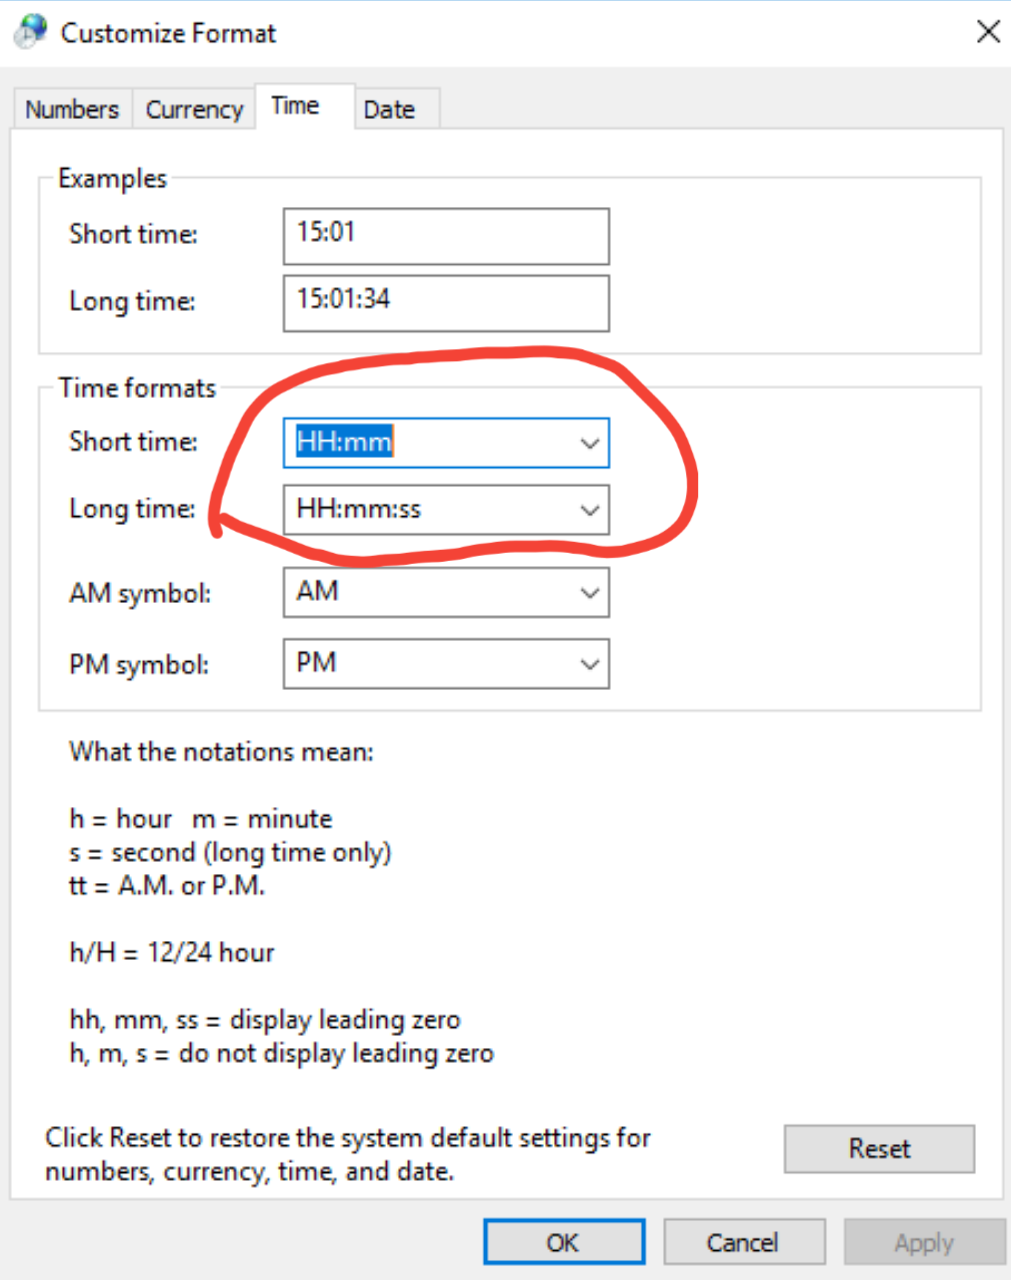 Customize Format
Numbers Currency Time Date
Examples
Short time: 15:01
Long time: 15:01:34
Time formats
Short time: HH:mm
Long time: HH:mm:ss
AM symbol: AM
PM symbol: PM
What the notations mean:
h = hour m = minute
s = second (long time only)
tt = A.M. or P.M.
h/H = 12/24 hour
hh, mm, ss = display leading zero
h, m, s = do not display leading zero
Click Reset to restore the system default settings for
numbers, currency, time, and date.
Reset
OK Cancel Apply